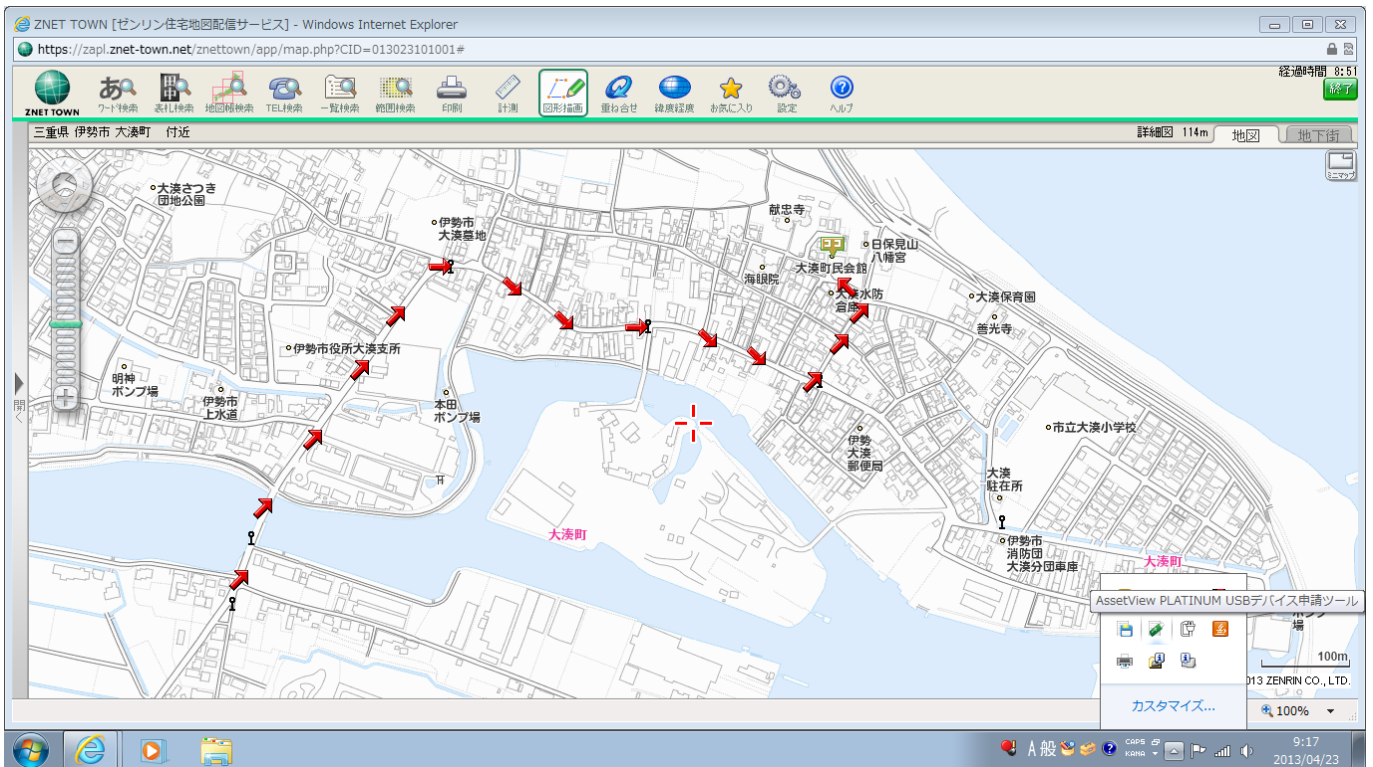 ZNET TOWN [ゼンリン住宅地図配信サービス] - Windows Internet Explorer
https://zapl.znet-town.net/znettown/app/map.php?CID=013023101001#
経過時間 8:51
ZNET TOWN
あ
ワード検索
表札検索
地図帳検索
TEL検索
一覧検索
範囲検索
印刷
計測
図形描画
重ね合せ
緯度経度
お気に入り
設定
ヘルプ
終了
三重県 伊勢市 大湊町 付近
詳細図 114m
地図
地下街
ミニマップ
大湊さつき
団地公園
伊勢市
大湊墓地
献忠寺
日保見山
八幡宮
大湊町民会館
海眼院
大湊水防
倉庫
大湊保育園
善光寺
伊勢市役所大湊支所
明神
ポンプ場
伊勢市
上水道
本田
ポンプ場
開く
伊勢
大湊
郵便局
市立大湊小学校
大湊
駐在所
大湊町
伊勢市
消防団
大湊分団車庫
大湊町
AssetView PLATINUM USBデバイス申請ツール
場
100m
013 ZENRIN CO., LTD.
カスタマイズ...
100%
A 般
CAPS
KANA
9:17
2013/04/23